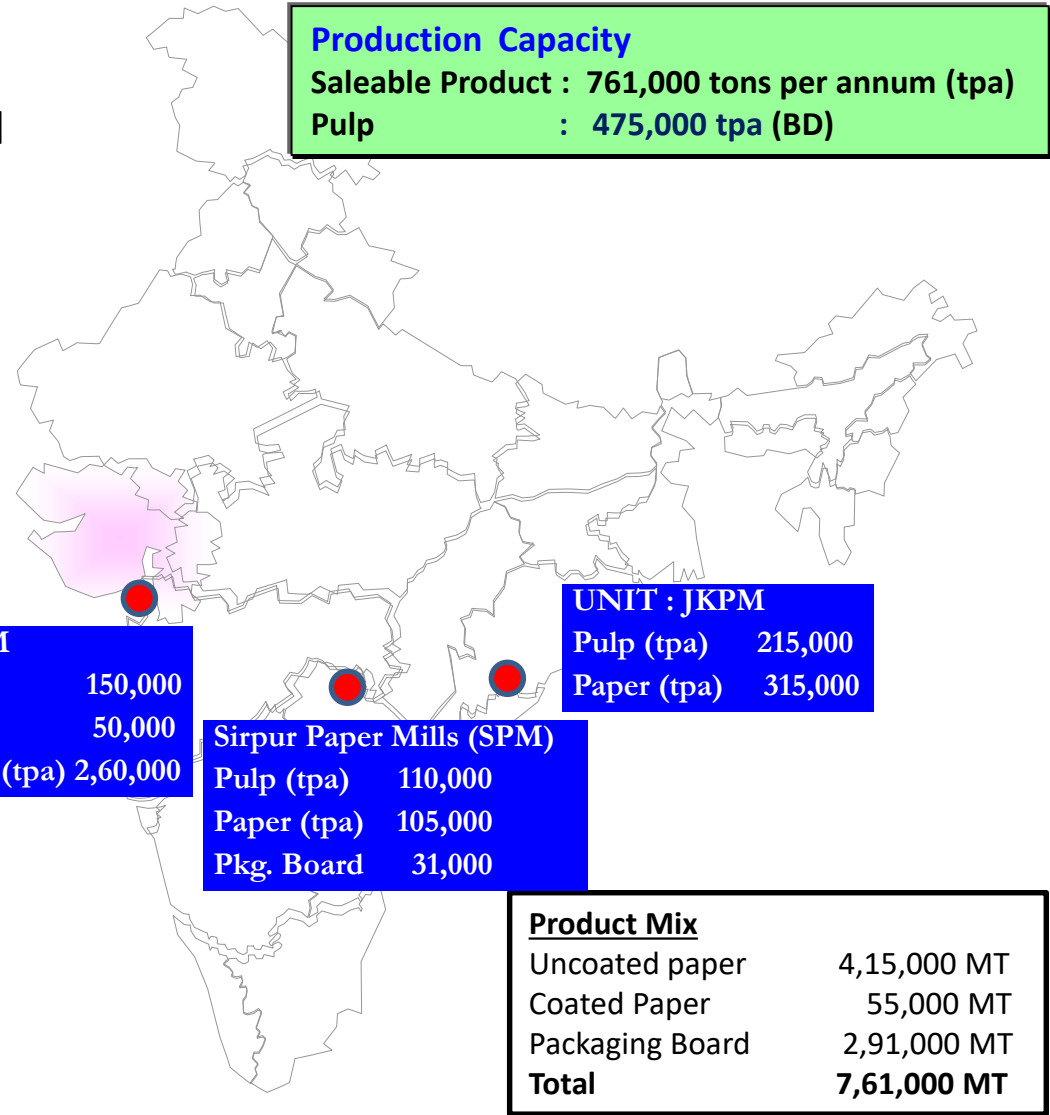 Production Capacity
Saleable Product : 761,000 tons per annum (tpa)
Pulp : 475,000 tpa (BD)
UNIT : JKPM
Pulp (tpa) 215,000
Paper (tpa) 315,000
150,000
50,000
(tpa) 2,60,000
Sirpur Paper Mills (SPM)
Pulp (tpa) 110,000
Paper (tpa) 105,000
Pkg. Board 31,000
Product Mix
Uncoated paper 4,15,000 MT
Coated Paper 55,000 MT
Packaging Board 2,91,000 MT
Total 7,61,000 MT